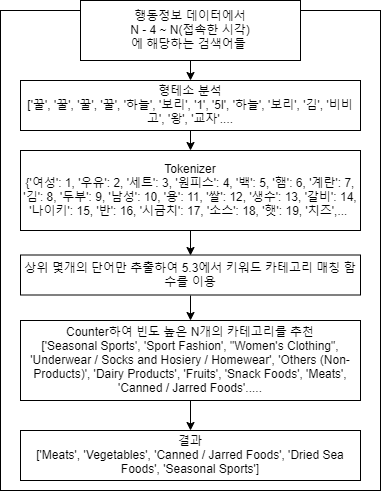 행동정보 데이터에서
N - 4 ~ N(접속한 시각)
에 해당하는 검색어들
형테소 분석
['꿀', '꿀', '꿀', '꿀', '하늘', '보리', '1', '5l', '하늘', '보리', '김', '비비
고', '왕', '교자'....
Tokenizer
{'여성': 1, '우유': 2, '세트': 3, '원피스': 4, '백': 5, '햄': 6, '계란': 7,
'김': 8, '두부': 9, '남성': 10, '용': 11, '쌀': 12, '생수': 13, '갈비': 14,
'나이키': 15, '반': 16, '시금치': 17, '소스': 18, '햇': 19, '치즈',...
상위 몇개의 단어만 추출하여 5.3에서 키워드 카테고리 매칭 함
수를 이용
Counter하여 빈도 높은 N개의 카테고리를 추천
['Seasonal Sports', 'Sport Fashion', "Women's Clothing",
'Underwear / Socks and Hosiery / Homewear', 'Others (Non-
Products)', 'Dairy Products', 'Fruits', 'Snack Foods', 'Meats',
'Canned / Jarred Foods'.....
결과
['Meats', 'Vegetables', 'Canned / Jarred Foods', 'Dried Sea
Foods', 'Seasonal Sports']